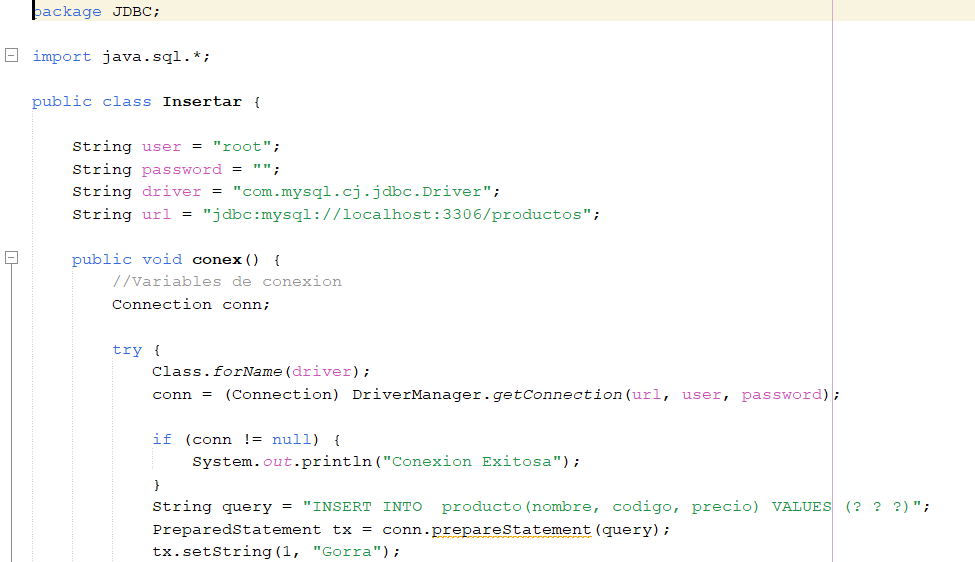 package JDBC;
import java.sql.*;
public class Insertar {
String user = "root";
String password = "";
String driver = "com.mysql.cj.jdbc.Driver";
String url = "jdbc:mysql://localhost:3306/productos";
public void conex() {
//Variables de conexion
Connection conn;
try {
Class.forName(driver);
conn = (Connection) DriverManager.getConnection(url, user, password);
if (conn != null) {
System.out.println("Conexion Exitosa");
}
String query = "INSERT INTO  producto(nombre, codigo, precio) VALUES (? ? ?)";
PreparedStatement tx = conn.prepareStatement(query);
tx.setString(1, "Gorra");